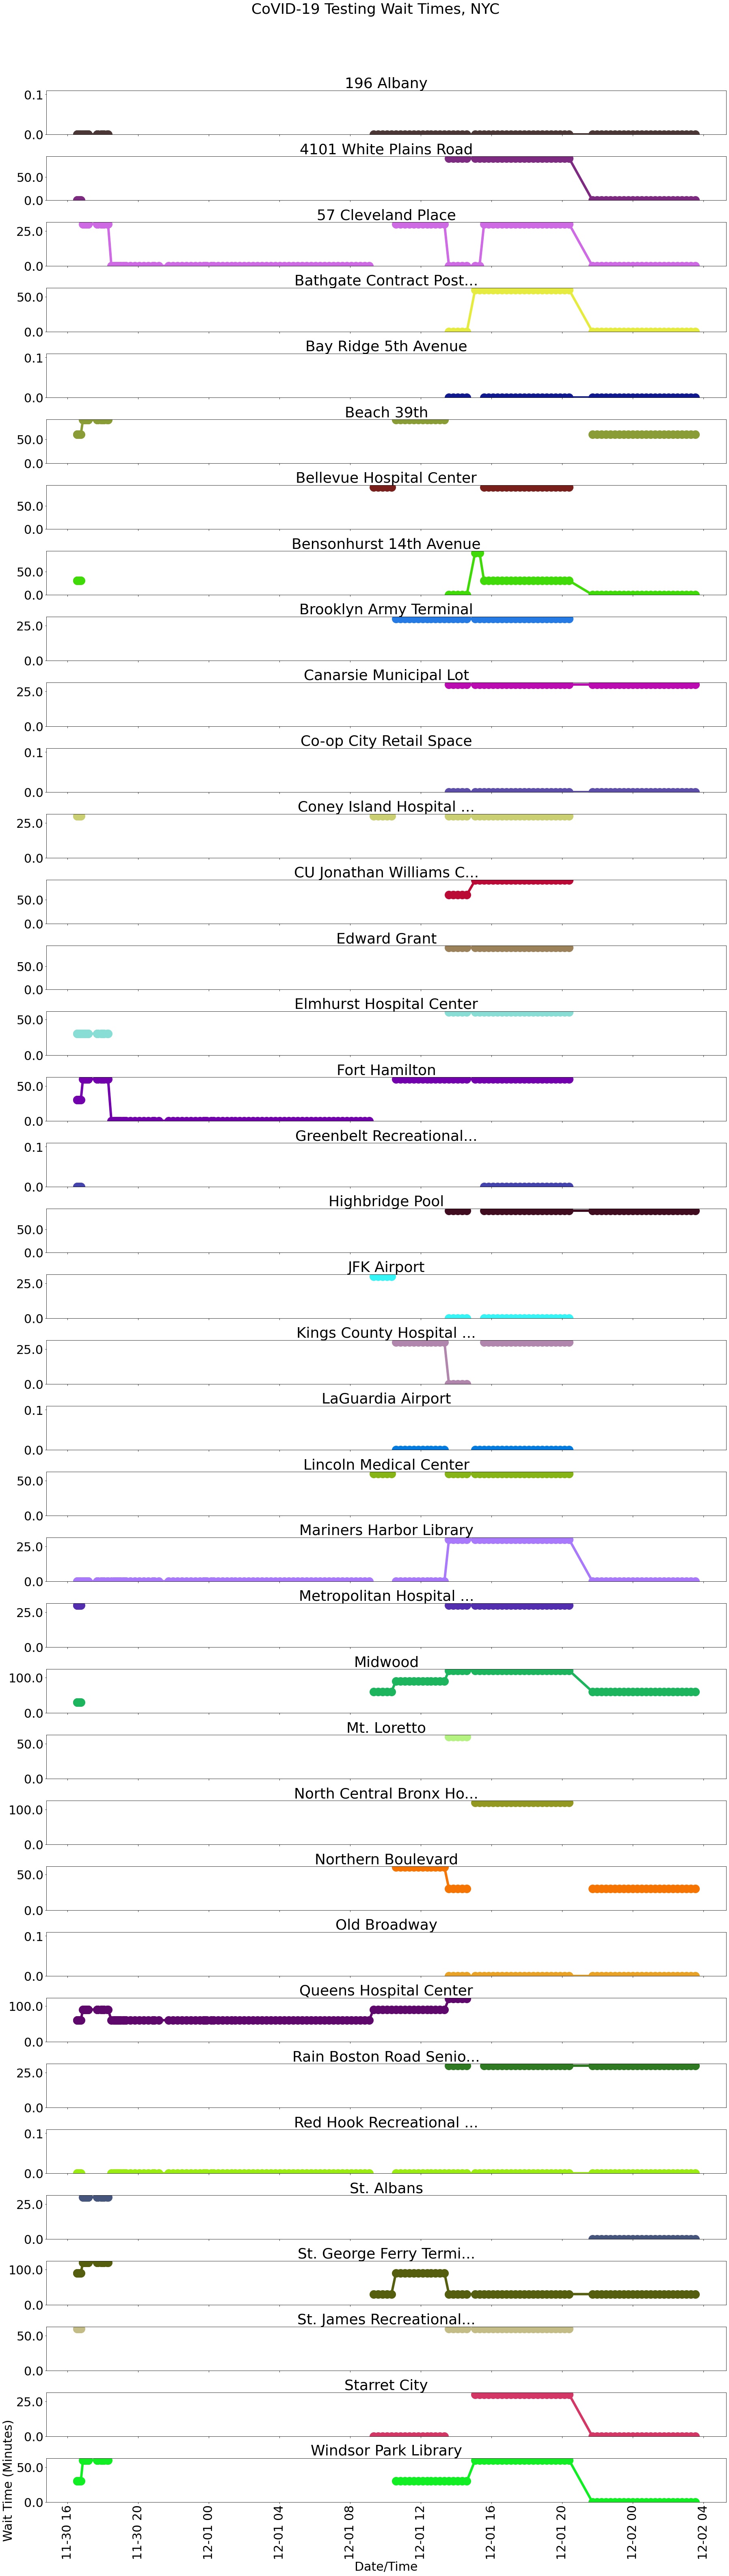 CoVID-19 Testing Wait Times, NYC
196 Albany
0.1
0.0
4101 White Plains Road
50.0
0.0
57 Cleveland Place
25.0
0.0
Bathgate Contract Post...
50.0
0.0
Bay Ridge 5th Avenue
0.1
0.0
Beach 39th
50.0
0.0
Bellevue Hospital Center
50.0
0.0
Bensonhurst 14th Avenue
50.0
0.0
Brooklyn Army Terminal
25.0
0.0
Canarsie Municipal Lot
25.0
0.0
Co-op City Retail Space
0.1
0.0
Coney Island Hospital ...
25.0
0.0
CU Jonathan Williams C...
50.0
0.0
Edward Grant
50.0
0.0
Elmhurst Hospital Center
50.0
0.0
Fort Hamilton
50.0
0.0
Greenbelt Recreational...
0.1
0.0
Highbridge Pool
50.0
0.0
JFK Airport
25.0
0.0
Kings County Hospital ...
25.0
0.0
LaGuardia Airport
0.1
0.0
Lincoln Medical Center
50.0
0.0
Mariners Harbor Library
25.0
0.0
Metropolitan Hospital ...
25.0
0.0
Midwood
100.0
0.0
Mt. Loretto
50.0
0.0
North Central Bronx Ho...
100.0
0.0
Northern Boulevard
50.0
0.0
Old Broadway
0.1
0.0
Queens Hospital Center
100.0
0.0
Rain Boston Road Senio...
25.0
0.0
Red Hook Recreational ...
0.1
0.0
St. Albans
25.0
0.0
St. George Ferry Termi...
100.0
0.0
St. James Recreational...
50.0
0.0
Starret City
25.0
0.0
Windsor Park Library
50.0
0.0
Wait Time (Minutes)
11-30 16
11-30 20
12-01 00
12-01 04
12-01 08
12-01 12
12-01 16
12-01 20
12-02 00
12-02 04
Date/Time